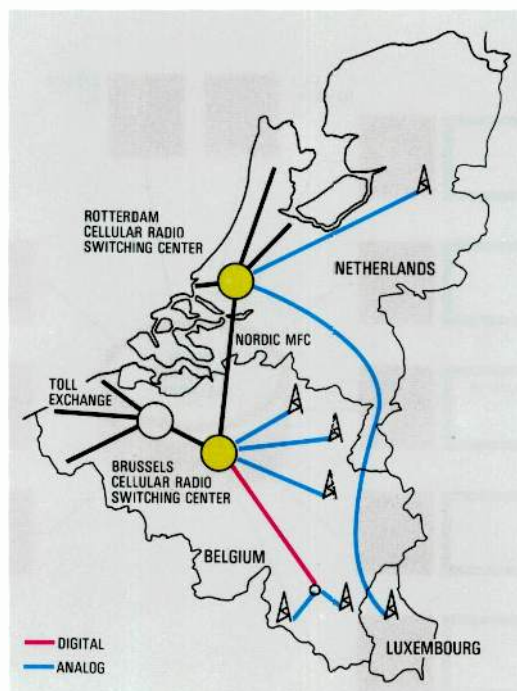 ROTTERDAM
CELLULAR RADIO
SWITCHING CENTER
NETHERLANDS
NORDIC MFC
TOLL
EXCHANGE
BRUSSELS
CELLULAR RADIO
SWITCHING CENTER
BELGIUM
LUXEMBOURG
DIGITAL
ANALOG